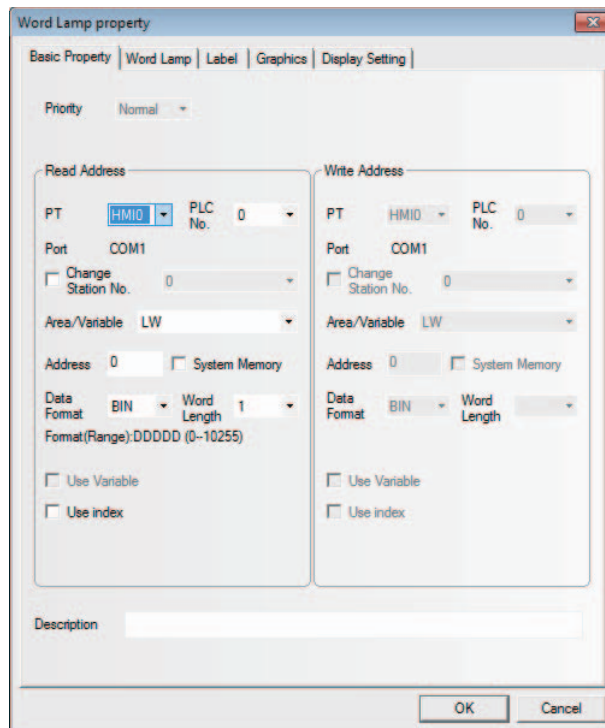 Word Lamp property
Basic Property Word Lamp Label Graphics Display Setting
Priority Normal
Read Address
PT HMI0 PLC No. 0
Port COM1
Change Station No. 0
Area/Variable LW
Address 0 System Memory
Data Format BIN Word Length 1
Format(Range):DDDDD (0--10255)
Use Variable
Use index
Write Address
PT HMI0 PLC No. 0
Port COM1
Change Station No. 0
Area/Variable LW
Address 0 System Memory
Data Format BIN Word Length
Use Variable
Use index
Description
OK Cancel